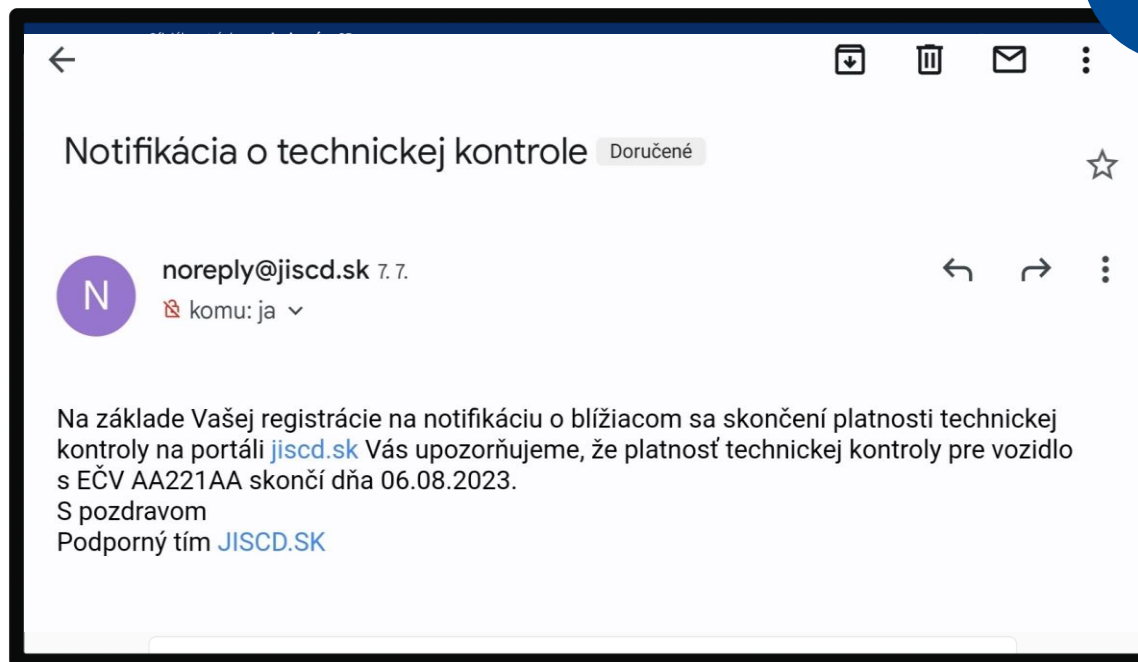 Notifikácia o technickej kontrole Doručené
N
noreply@jiscd.sk 7. 7.
komu: ja
Na základe Vašej registrácie na notifikáciu o blížiacom sa skončení platnosti technickej
kontroly na portáli jiscd.sk Vás upozorňujeme, že platnosť technickej kontroly pre vozidlo
s EČV AA221AA skončí dňa 06.08.2023.
S pozdravom
Podporný tím JISCD.SK